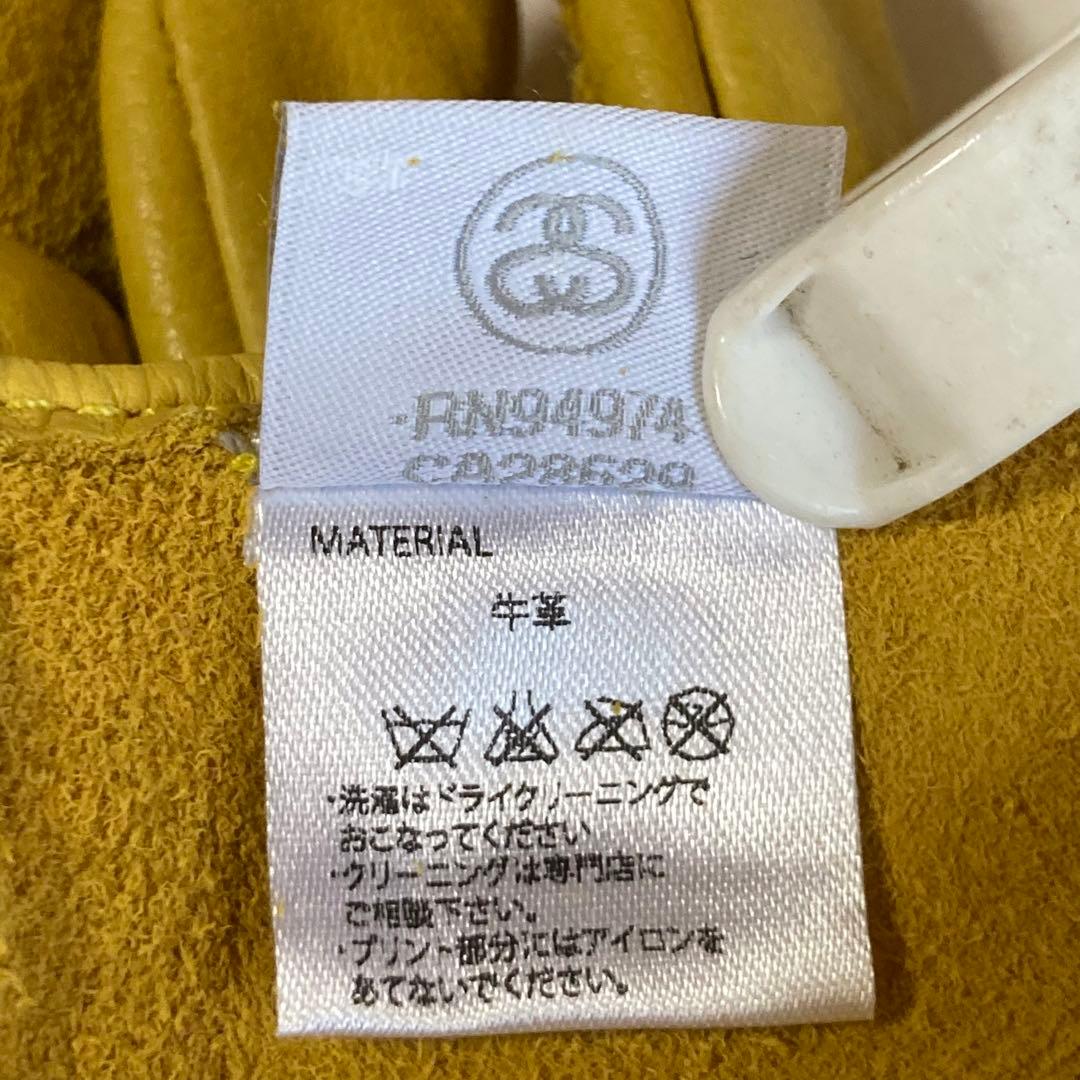 RN94974
CA28629
MATERIAL
牛革
・洗濯はドライクリーニングで
おこなってください
・クリーニングは専門店に
ご相談下さい。
・プリント部分にはアイロンを
あてないでください。